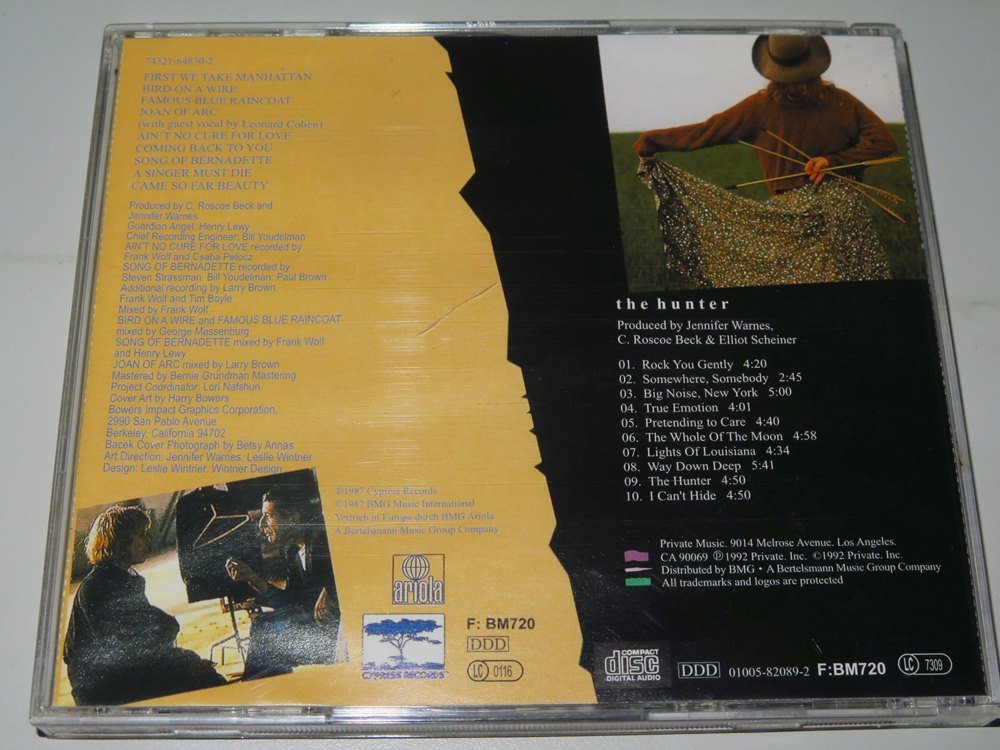 74321-64830-2
FIRST WE TAKE MANHATTAN
BIRD ON A WIRE
FAMOUS BLUE RAINCOAT
JOAN OF ARC
(with guest vocal by Leonard Cohen)
AIN'T NO CURE FOR LOVE
COMING BACK TO YOU
SONG OF BERNADETTE
A SINGER MUST DIE
CAME SO FAR BEAUTY
Produced by C. Roscoe Beck and
Jennifer Warnes
Guardian Angel: Henry Lewy
Chief Recording Engineer: Bill Youdelman
AIN'T NO CURE FOR LOVE recorded by
Frank Wolf and Csaba Petocz
SONG OF BERNADETTE recorded by
Steven Strassman, Bill Youdelman, Paul Brown.
Additional recording by Larry Brown,
Frank Wolf and Tim Boyle
Mixed by Frank Wolf
BIRD ON A WIRE and FAMOUS BLUE RAINCOAT
mixed by George Massenburg
SONG OF BERNADETTE mixed by Frank Wolf
and Henry Lewy
JOAN OF ARC mixed by Larry Brown
Mastered by Bernie Grundman Mastering
Project Coordinator: Lori Nafshun
Cover Art by Harry Bowers
Bowers Impact Graphics Corporation,
2990 San Pablo Avenue
Berkeley, California 94702
Bacek Cover Photograph by Betsy Annas
Art Direction: Jennifer Warnes, Leslie Wintner
Design: Leslie Wintner, Wintner Design
©1987 Cypress Records
©1987 BMG Music International
Vertrieb in Europa durch BMG Ariola
A Bertelsmann Music Group Company
ariola
CYPRESS RECORDS
F: BM720
DDD
LC 0116
the hunter
Produced by Jennifer Warnes,
C. Roscoe Beck & Elliot Scheiner
01. Rock You Gently 4:20
02. Somewhere, Somebody 2:45
03. Big Noise, New York 5:00
04. True Emotion 4:01
05. Pretending to Care 4:40
06. The Whole Of The Moon 4:58
07. Lights Of Louisiana 4:34
08. Way Down Deep 5:41
09. The Hunter 4:50
10. I Can't Hide 4:50
Private Music. 9014 Melrose Avenue. Los Angeles.
CA 90069 ℗1992 Private. Inc. ©1992 Private. Inc.
Distributed by BMG • A Bertelsmann Music Group Company
All trademarks and logos are protected
COMPACT
disc
DIGITAL AUDIO
DDD
01005-82089-2
F:BM720
LC 7309